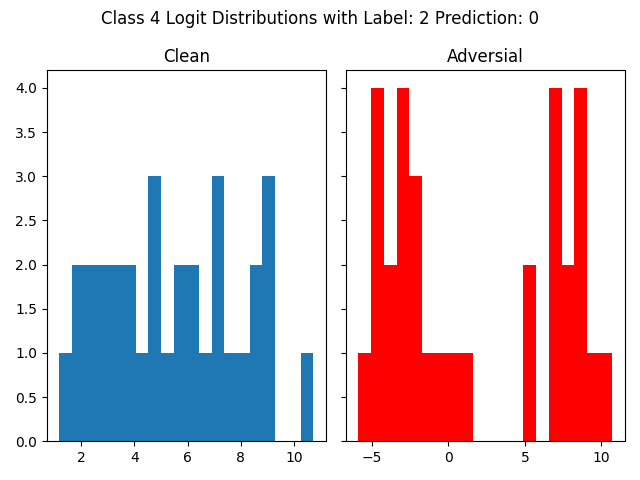 Class 4 Logit Distributions with Label: 2 Prediction: 0
Clean
Adversial
4.0
3.5
3.0
2.5
2.0
1.5
1.0
0.5
0.0
2 4 6 8 10
−5 0 5 10